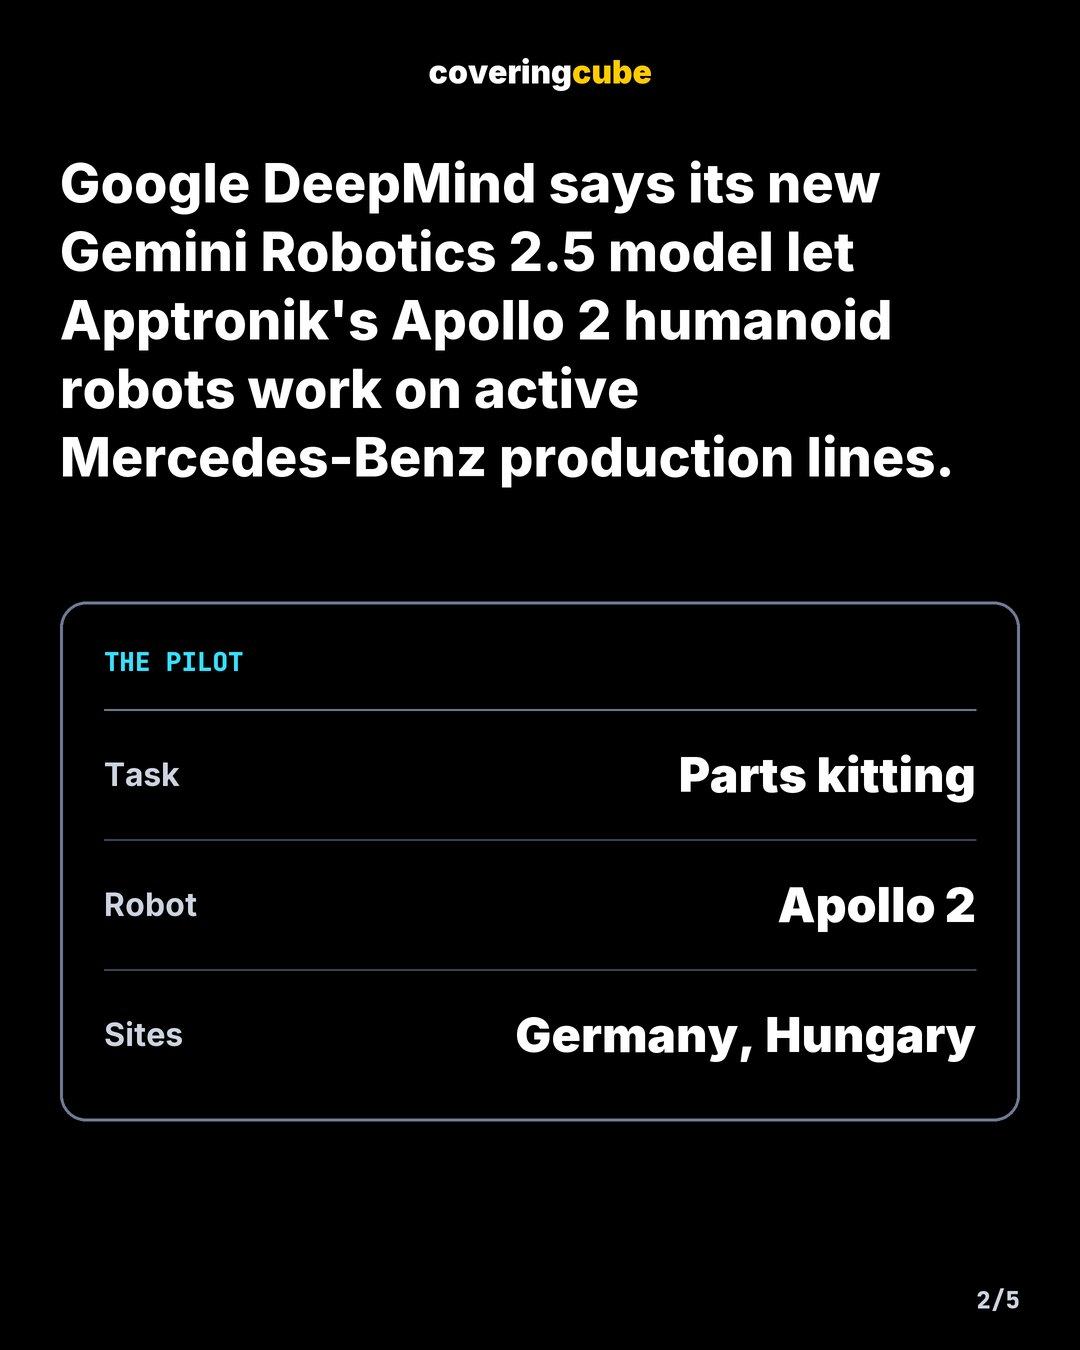 coveringcube
Google DeepMind says its new
Gemini Robotics 2.5 model let
Apptronik's Apollo 2 humanoid
robots work on active
Mercedes-Benz production lines.
THE PILOT
Task Parts kitting
Robot Apollo 2
Sites Germany, Hungary
2/5